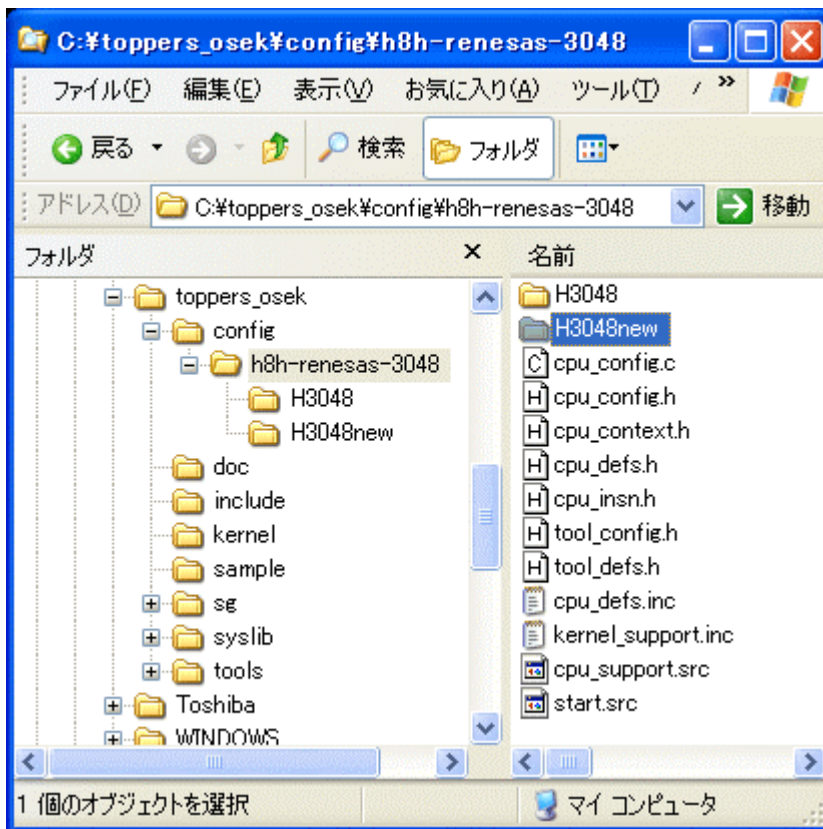 C:¥toppers_osek¥config¥h8h-renesas-3048
ファイル(F) 編集(E) 表示(V) お気に入り(A) ツール(T) »
戻る 検索 フォルダ
アドレス(D) C:¥toppers_osek¥config¥h8h-renesas-3048 移動
フォルダ × 名前
toppers_osek
config
h8h-renesas-3048
H3048
H3048new
doc
include
kernel
sample
sg
syslib
tools
Toshiba
WINDOWS
H3048
H3048new
cpu_config.c
cpu_config.h
cpu_context.h
cpu_defs.h
cpu_insn.h
tool_config.h
tool_defs.h
cpu_defs.inc
kernel_support.inc
cpu_support.src
start.src
1 個のオブジェクトを選択 マイ コンピュータ